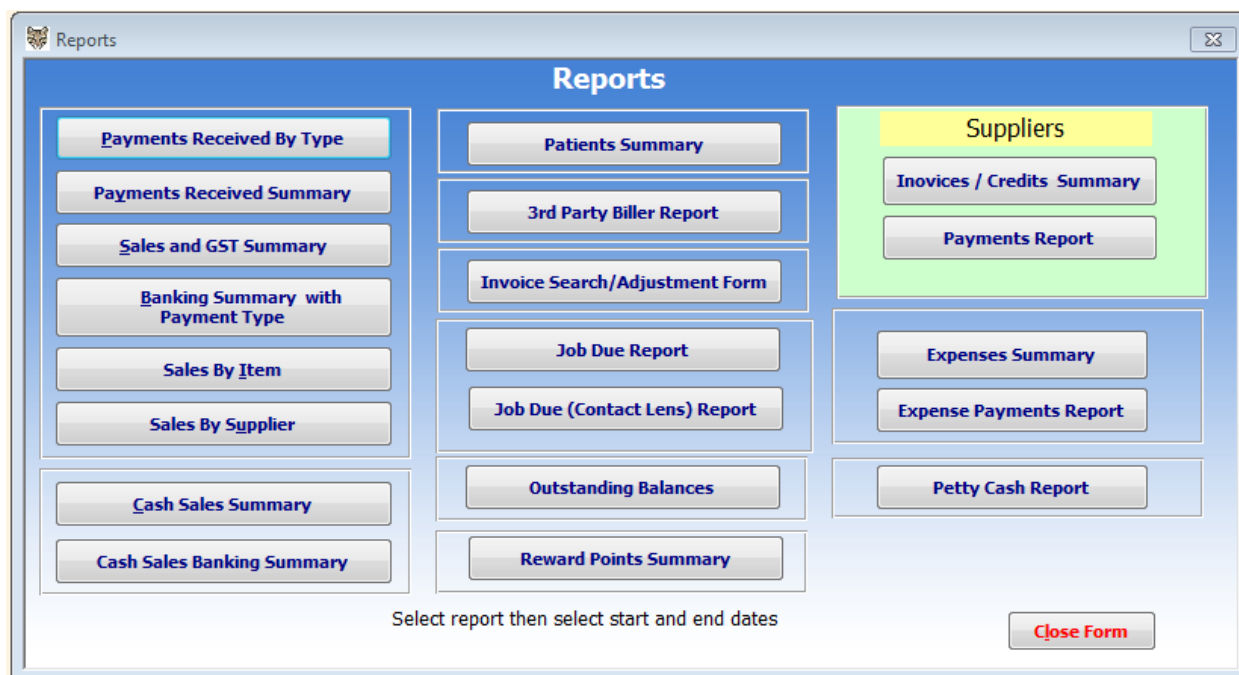 Reports
Reports
Payments Received By Type
Payments Received Summary
Sales and GST Summary
Banking Summary with
Payment Type
Sales By Item
Sales By Supplier
Cash Sales Summary
Cash Sales Banking Summary
Patients Summary
3rd Party Biller Report
Invoice Search/Adjustment Form
Job Due Report
Job Due (Contact Lens) Report
Outstanding Balances
Reward Points Summary
Suppliers
Inovices / Credits Summary
Payments Report
Expenses Summary
Expense Payments Report
Petty Cash Report
Select report then select start and end dates
Close Form